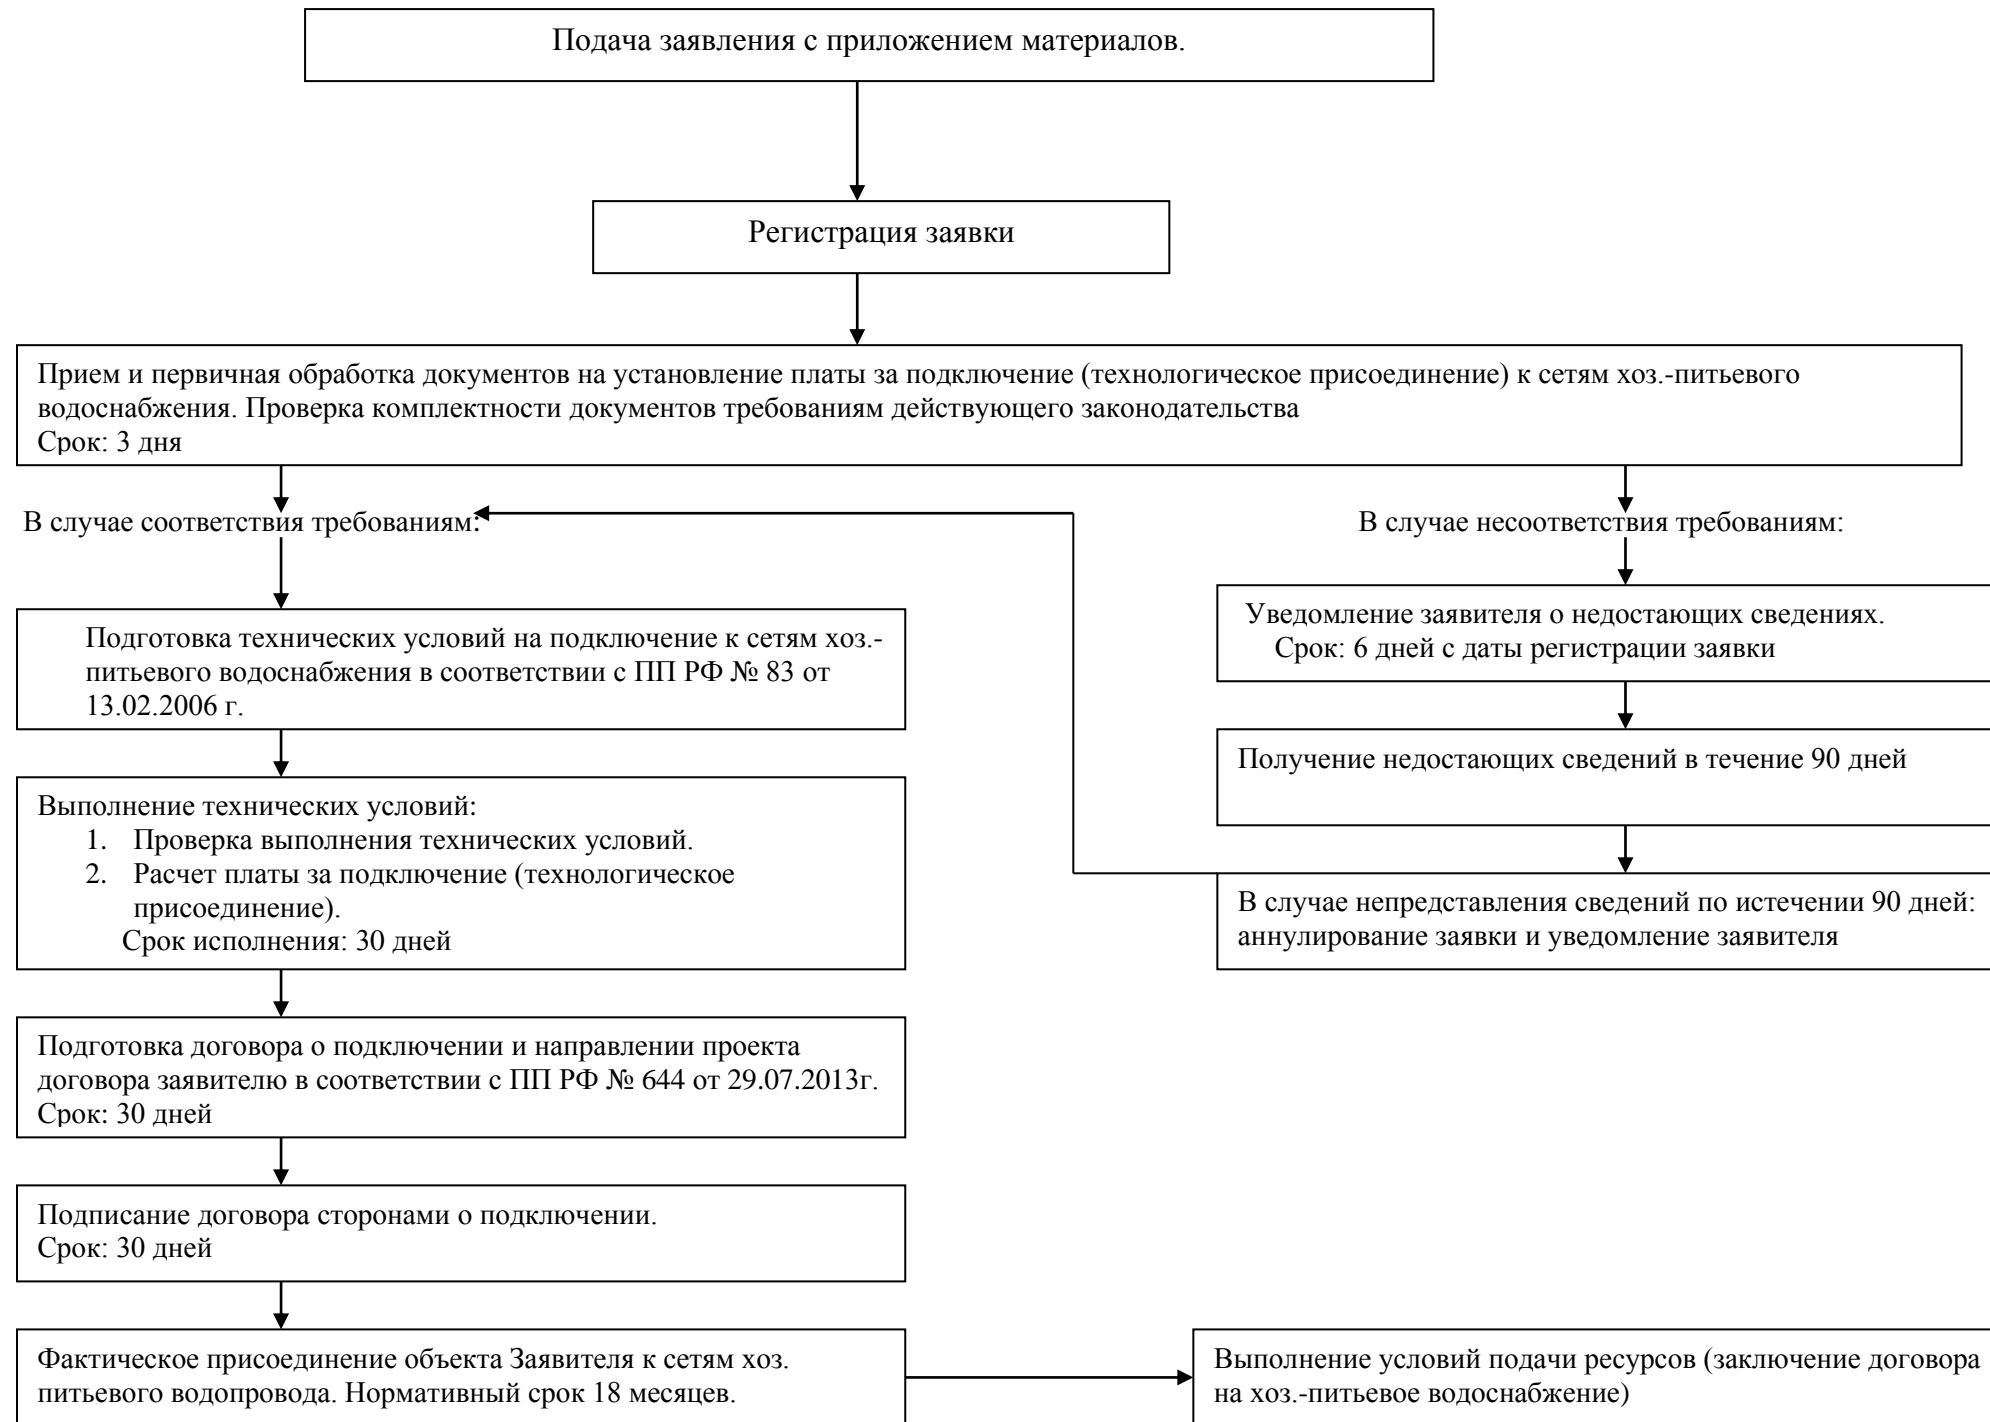 Подача заявления с приложением материалов.
Регистрация заявки
Прием и первичная обработка документов на установление платы за подключение (технологическое присоединение) к сетям хоз.-питьевого
водоснабжения. Проверка комплектности документов требованиям действующего законодательства
Срок: 3 дня
В случае соответствия требованиям:
В случае несоответствия требованиям:
Подготовка технических условий на подключение к сетям хоз.-
питьевого водоснабжения в соответствии с ПП РФ № 83 от
13.02.2006 г.
Уведомление заявителя о недостающих сведениях.
Срок: 6 дней с даты регистрации заявки
Получение недостающих сведений в течение 90 дней
Выполнение технических условий:
1. Проверка выполнения технических условий.
2. Расчет платы за подключение (технологическое
присоединение).
Срок исполнения: 30 дней
В случае непредставления сведений по истечении 90 дней:
аннулирование заявки и уведомление заявителя
Подготовка договора о подключении и направлении проекта
договора заявителю в соответствии с ПП РФ № 644 от 29.07.2013г.
Срок: 30 дней
Подписание договора сторонами о подключении.
Срок: 30 дней
Фактическое присоединение объекта Заявителя к сетям хоз.
питьевого водопровода. Нормативный срок 18 месяцев.
Выполнение условий подачи ресурсов (заключение договора
на хоз.-питьевое водоснабжение)